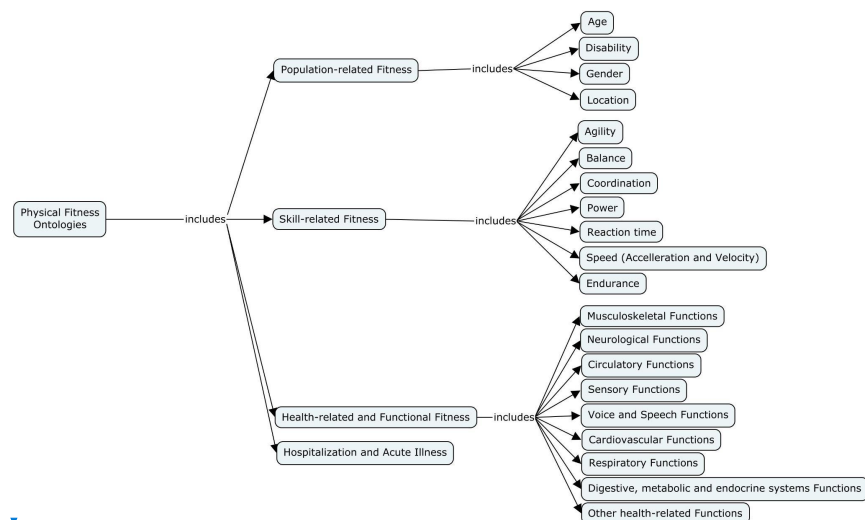 Physical Fitness
Ontologies
includes
Population-related Fitness
includes
Age
Disability
Gender
Location
Skill-related Fitness
includes
Agility
Balance
Coordination
Power
Reaction time
Speed (Accelleration and Velocity)
Endurance
Health-related and Functional Fitness
includes
Musculoskeletal Functions
Neurological Functions
Circulatory Functions
Sensory Functions
Voice and Speech Functions
Cardiovascular Functions
Respiratory Functions
Digestive, metabolic and endocrine systems Functions
Other health-related Functions
Hospitalization and Acute Illness